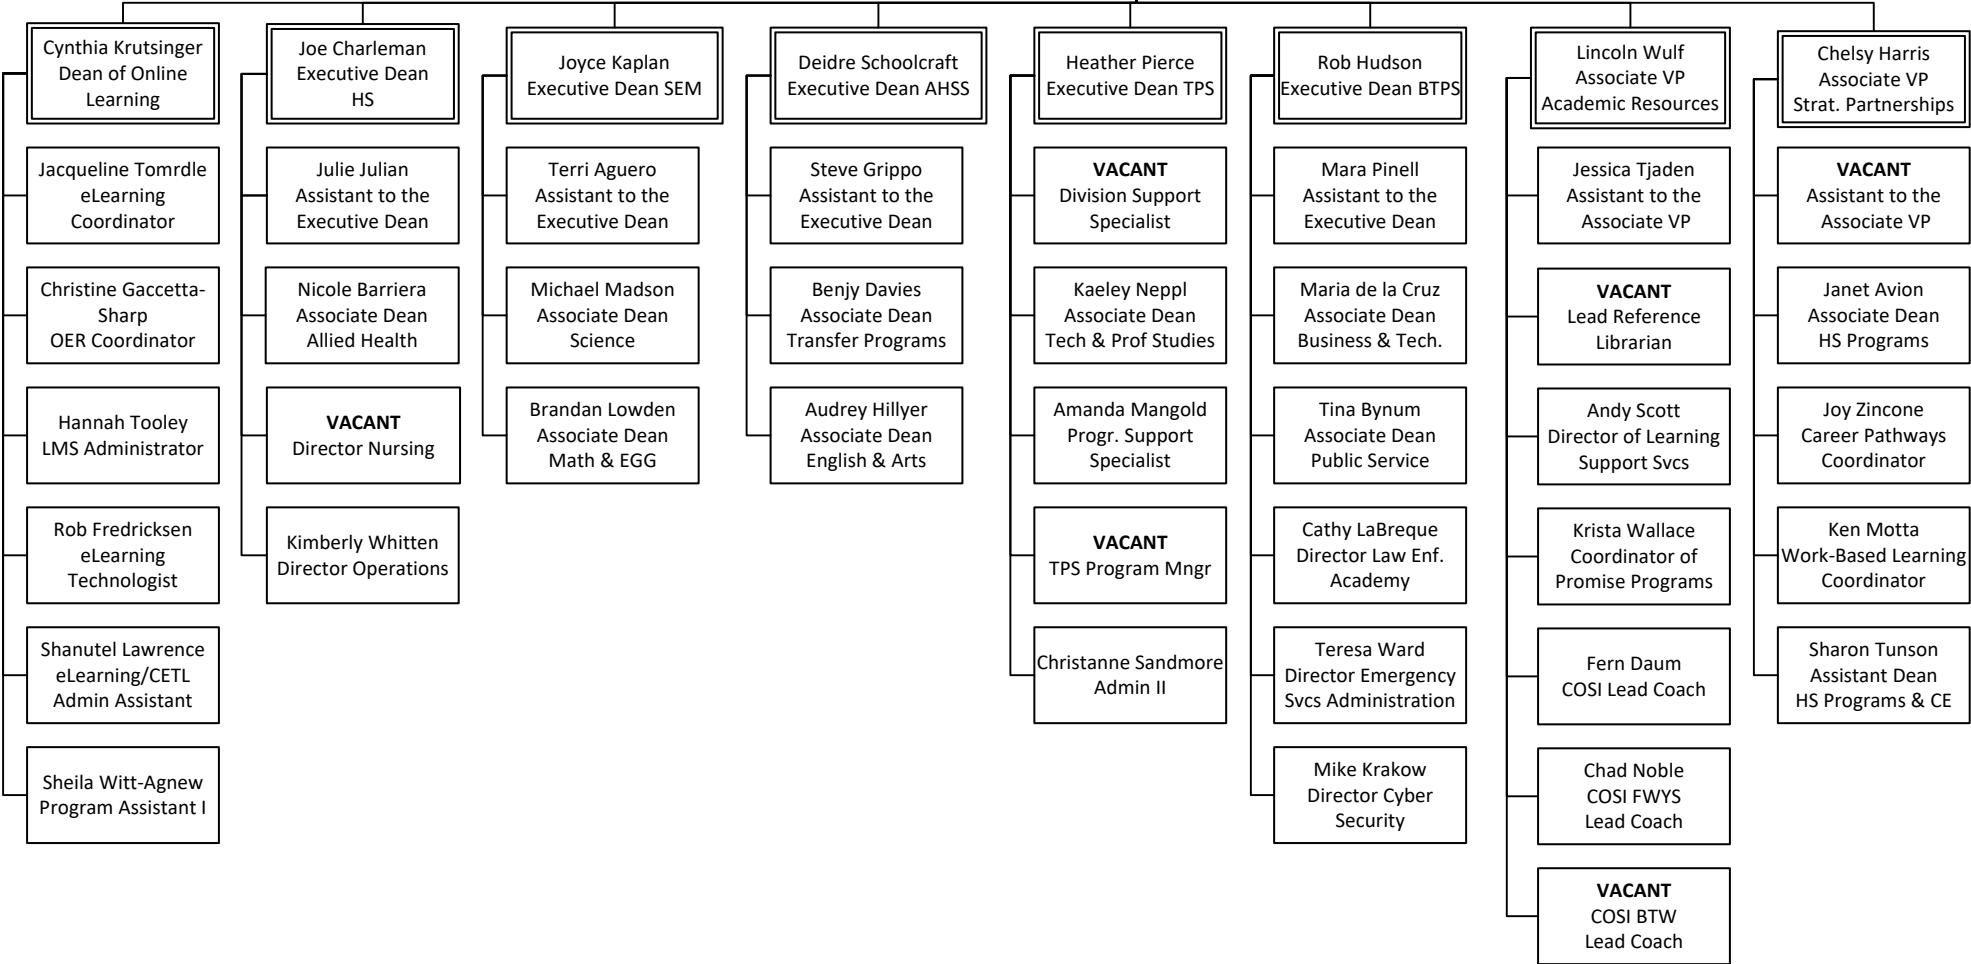 Cynthia Krutsinger
Dean of Online
Learning
Jacqueline Tomrdle
eLearning
Coordinator
Christine Gaccetta-
Sharp
OER Coordinator
Hannah Tooley
LMS Administrator
Rob Fredricksen
eLearning
Technologist
Shanutel Lawrence
eLearning/CETL
Admin Assistant
Sheila Witt-Agnew
Program Assistant I
Joe Charleman
Executive Dean
HS
Julie Julian
Assistant to the
Executive Dean
Nicole Barriera
Associate Dean
Allied Health
VACANT
Director Nursing
Kimberly Whitten
Director Operations
Joyce Kaplan
Executive Dean SEM
Terri Aguero
Assistant to the
Executive Dean
Michael Madson
Associate Dean
Science
Brandan Lowden
Associate Dean
Math & EGG
Deidre Schoolcraft
Executive Dean AHSS
Steve Grippo
Assistant to the
Executive Dean
Benjy Davies
Associate Dean
Transfer Programs
Audrey Hillyer
Associate Dean
English & Arts
Heather Pierce
Executive Dean TPS
VACANT
Division Support
Specialist
Kaeley Neppl
Associate Dean
Tech & Prof Studies
Amanda Mangold
Progr. Support
Specialist
VACANT
TPS Program Mngr
Christanne Sandmore
Admin II
Rob Hudson
Executive Dean BTPS
Mara Pinell
Assistant to the
Executive Dean
Maria de la Cruz
Associate Dean
Business & Tech.
Tina Bynum
Associate Dean
Public Service
Cathy LaBreque
Director Law Enf.
Academy
Teresa Ward
Director Emergency
Svcs Administration
Mike Krakow
Director Cyber
Security
Lincoln Wulf
Associate VP
Academic Resources
Jessica Tjaden
Assistant to the
Associate VP
VACANT
Lead Reference
Librarian
Andy Scott
Director of Learning
Support Svcs
Krista Wallace
Coordinator of
Promise Programs
Fern Daum
COSI Lead Coach
Chad Noble
COSI FWYS
Lead Coach
VACANT
COSI BTW
Lead Coach
Chelsy Harris
Associate VP
Strat. Partnerships
VACANT
Assistant to the
Associate VP
Janet Avion
Associate Dean
HS Programs
Joy Zincone
Career Pathways
Coordinator
Ken Motta
Work-Based Learning
Coordinator
Sharon Tunson
Assistant Dean
HS Programs & CE